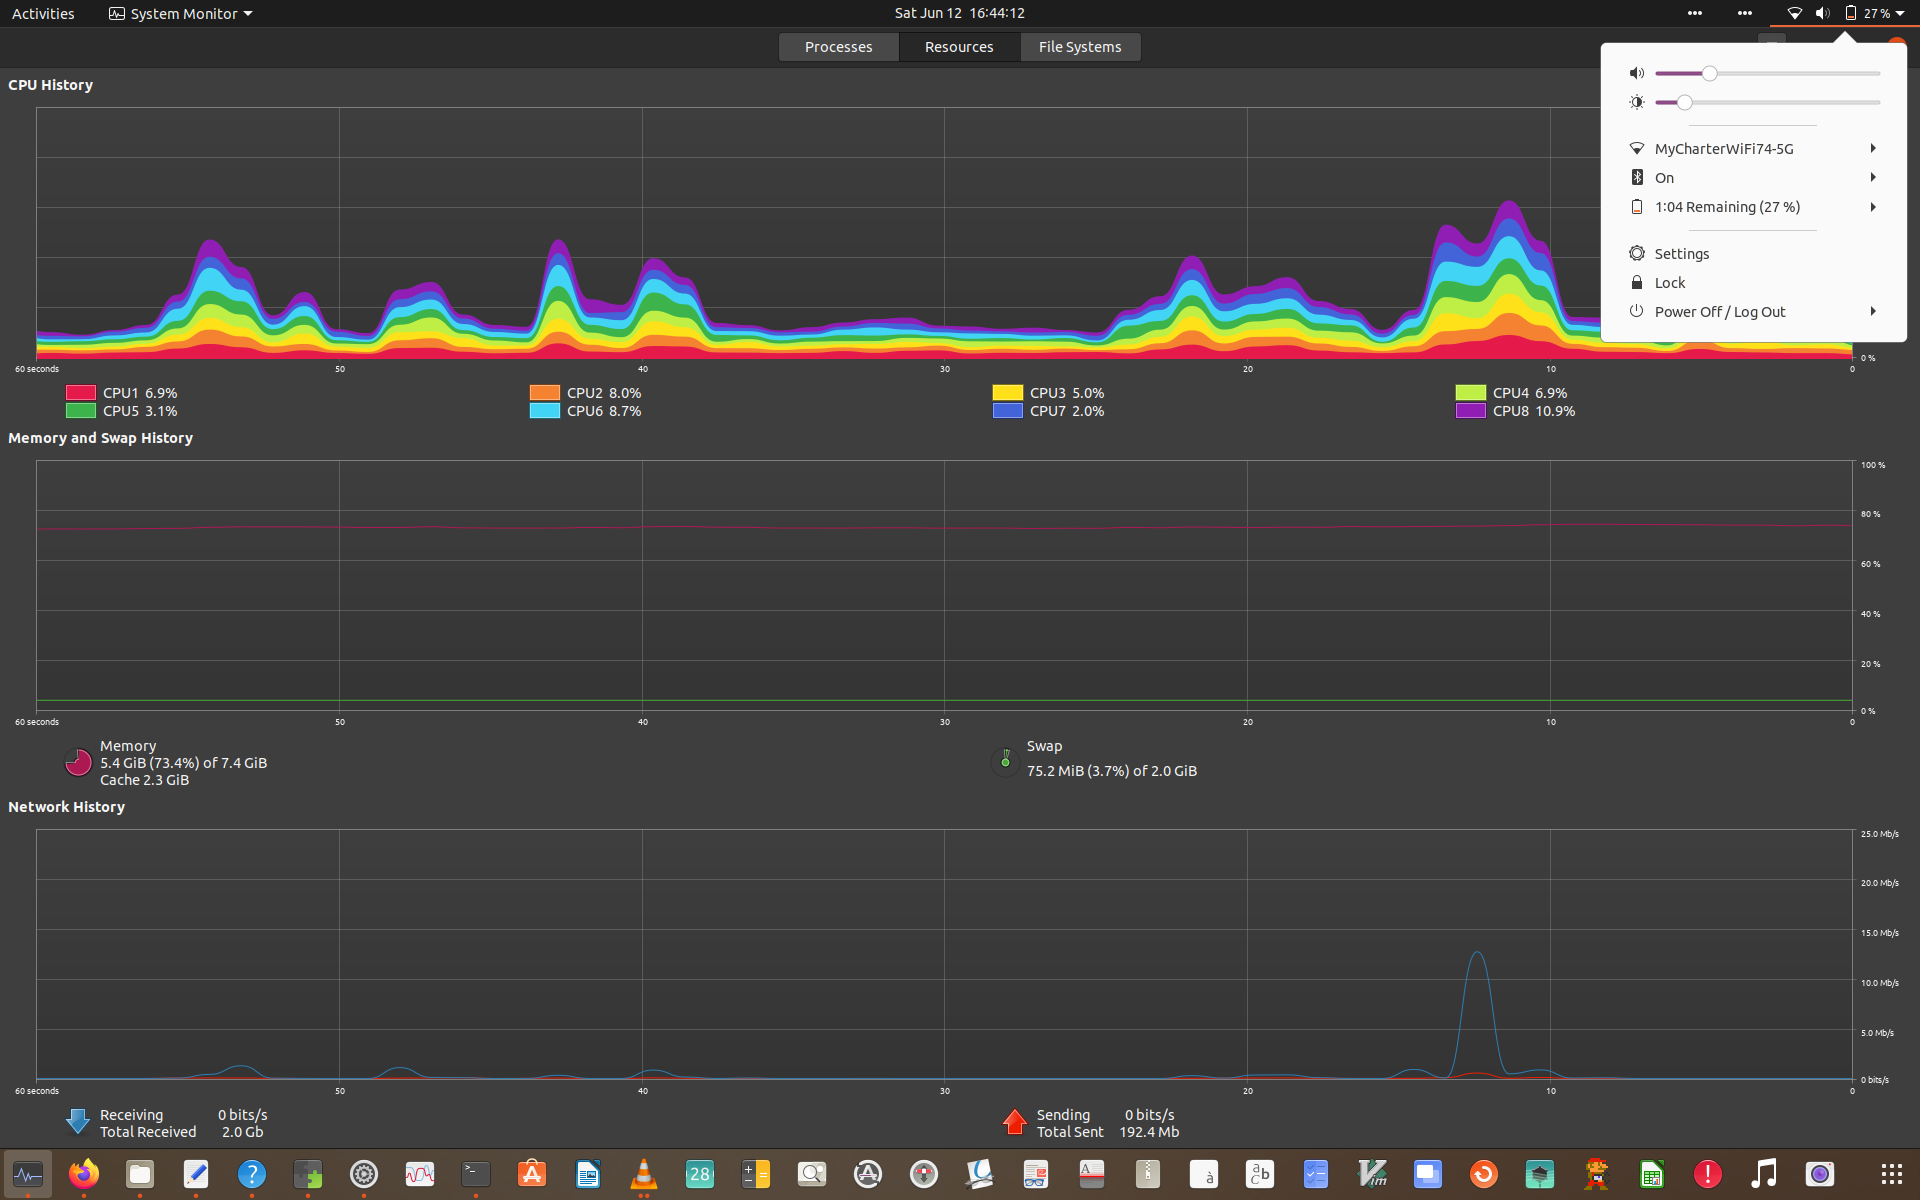 Activities
System Monitor
Sat Jun 12 16:44:12
27 %
Processes
Resources
File Systems
CPU History
MyCharterWiFi74-5G
On
1:04 Remaining (27 %)
Settings
Lock
Power Off / Log Out
0 %
60 seconds 50 40 30 20 10 0
CPU1 6.9% CPU2 8.0% CPU3 5.0% CPU4 6.9%
CPU5 3.1% CPU6 8.7% CPU7 2.0% CPU8 10.9%
Memory and Swap History
100 %
80 %
60 %
40 %
20 %
0 %
60 seconds 50 40 30 20 10 0
Memory
5.4 GiB (73.4%) of 7.4 GiB
Cache 2.3 GiB
Swap
75.2 MiB (3.7%) of 2.0 GiB
Network History
25.0 Mb/s
20.0 Mb/s
15.0 Mb/s
10.0 Mb/s
5.0 Mb/s
0 bits/s
60 seconds 50 40 30 20 10 0
Receiving 0 bits/s
Total Received 2.0 Gb
Sending 0 bits/s
Total Sent 192.4 Mb
28